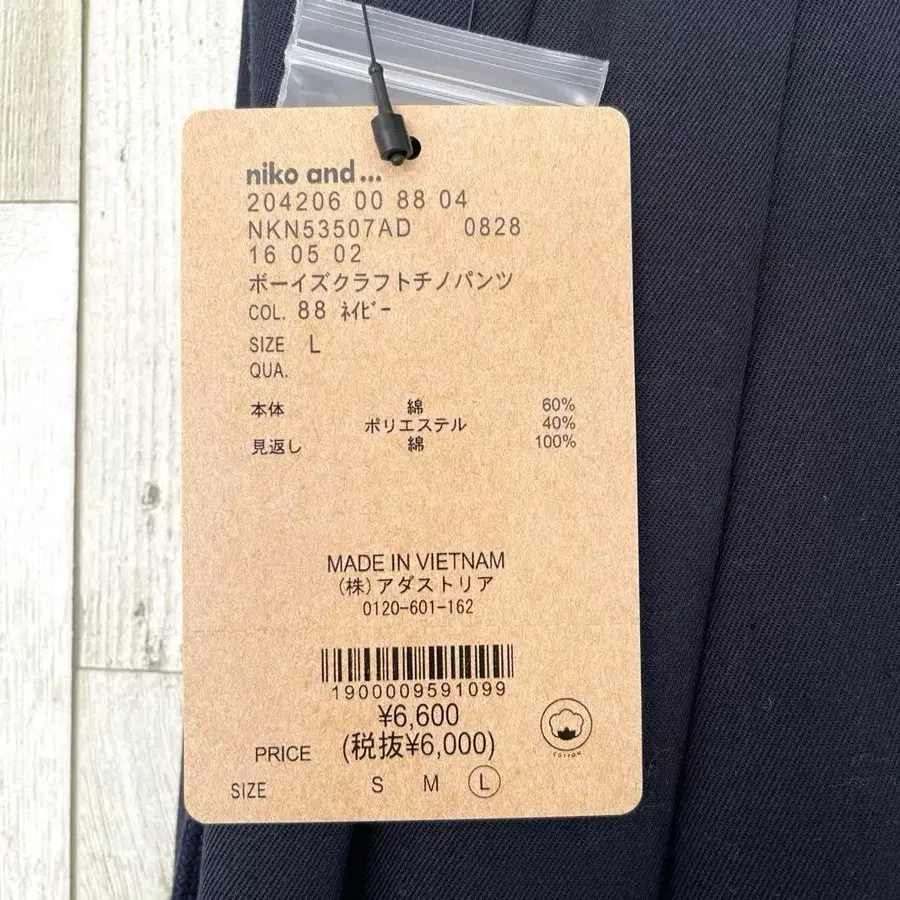 niko and...
204206 00 88 04
NKN53507AD 0828
16 05 02
ボーイズクラフトチノパンツ
COL. 88 ﾈｲﾋﾞｰ
SIZE L
QUA.
本体 綿 60%
ポリエステル 40%
見返し 綿 100%
MADE IN VIETNAM
(株)アダストリア
0120-601-162
1900009591099
¥6,600
PRICE (税抜¥6,000)
COTTON
SIZE S M L